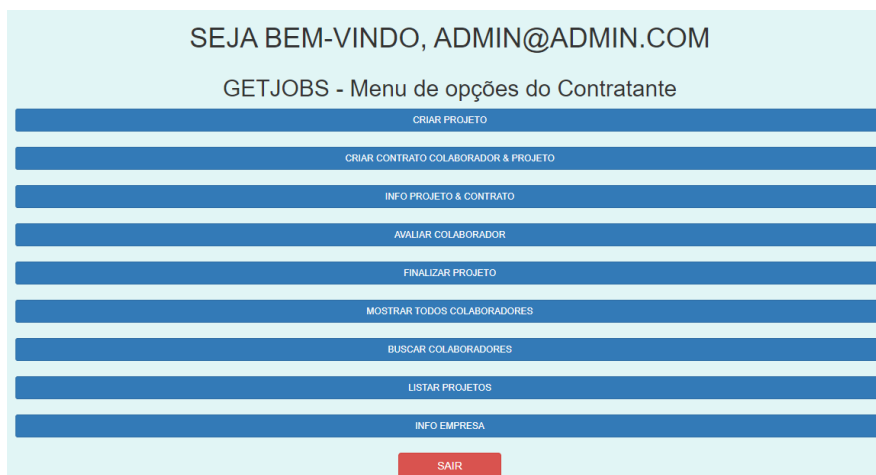 SEJA BEM-VINDO, ADMIN@ADMIN.COM
GETJOBS - Menu de opções do Contratante
CRIAR PROJETO
CRIAR CONTRATO COLABORADOR & PROJETO
INFO PROJETO & CONTRATO
AVALIAR COLABORADOR
FINALIZAR PROJETO
MOSTRAR TODOS COLABORADORES
BUSCAR COLABORADORES
LISTAR PROJETOS
INFO EMPRESA
SAIR